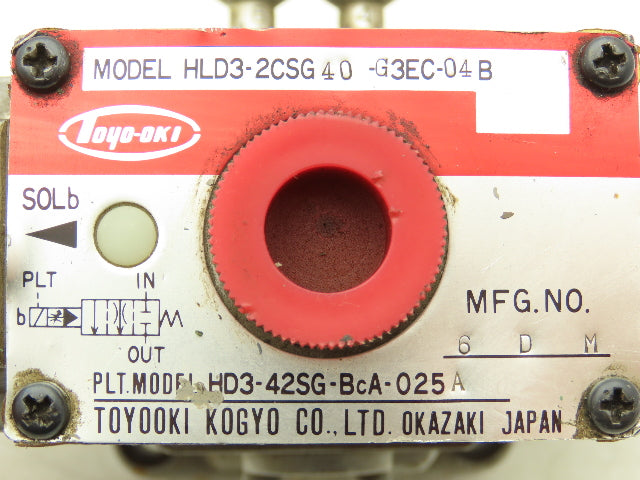 MODEL HLD3-2CSG40-G3EC-04B
TOYO-OKI
SOLb
PLT IN
b
OUT
MFG.NO.
6 D M
PLT.MODEL HD3-42SG-BcA-025A
TOYOOKI KOGYO CO.,LTD. OKAZAKI JAPAN